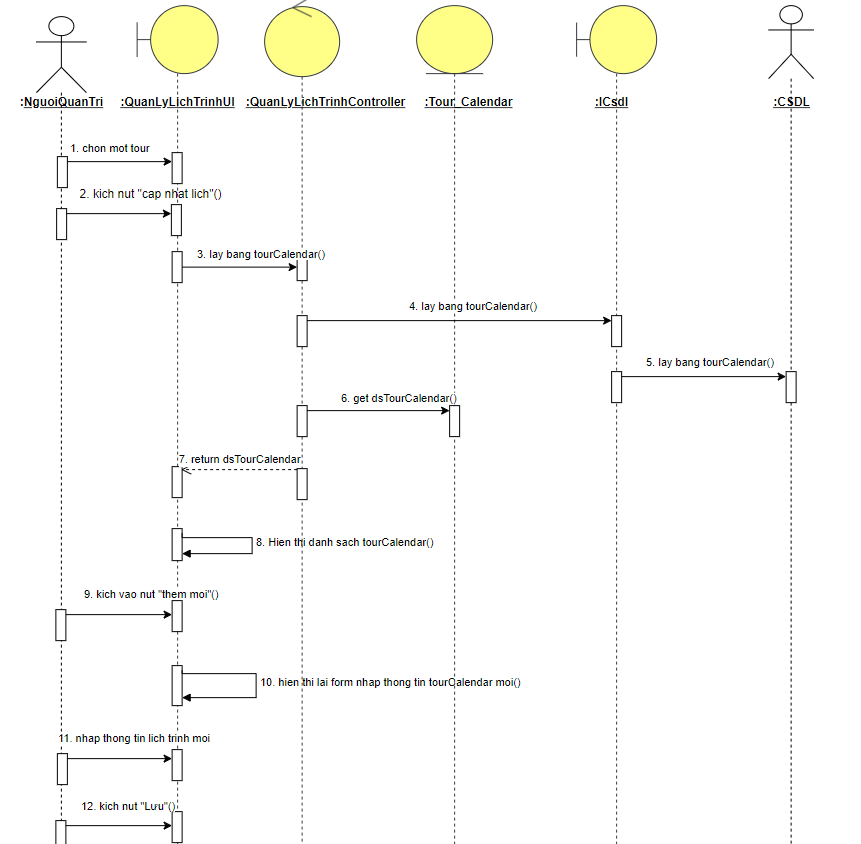 :NguoiQuanTri
:QuanLyLichTrinhUI
:QuanLyLichTrinhController
:Tour_Calendar
:ICsdl
:CSDL
1. chon mot tour
2. kich nut "cap nhat lich"()
3. lay bang tourCalendar()
4. lay bang tourCalendar()
5. lay bang tourCalendar()
6. get dsTourCalendar()
7. return dsTourCalendar
8. Hien thi danh sach tourCalendar()
9. kich vao nut "them moi"()
10. hien thi lai form nhap thong tin tourCalendar moi()
11. nhap thong tin lich trinh moi
12. kich nut "Lưu"()